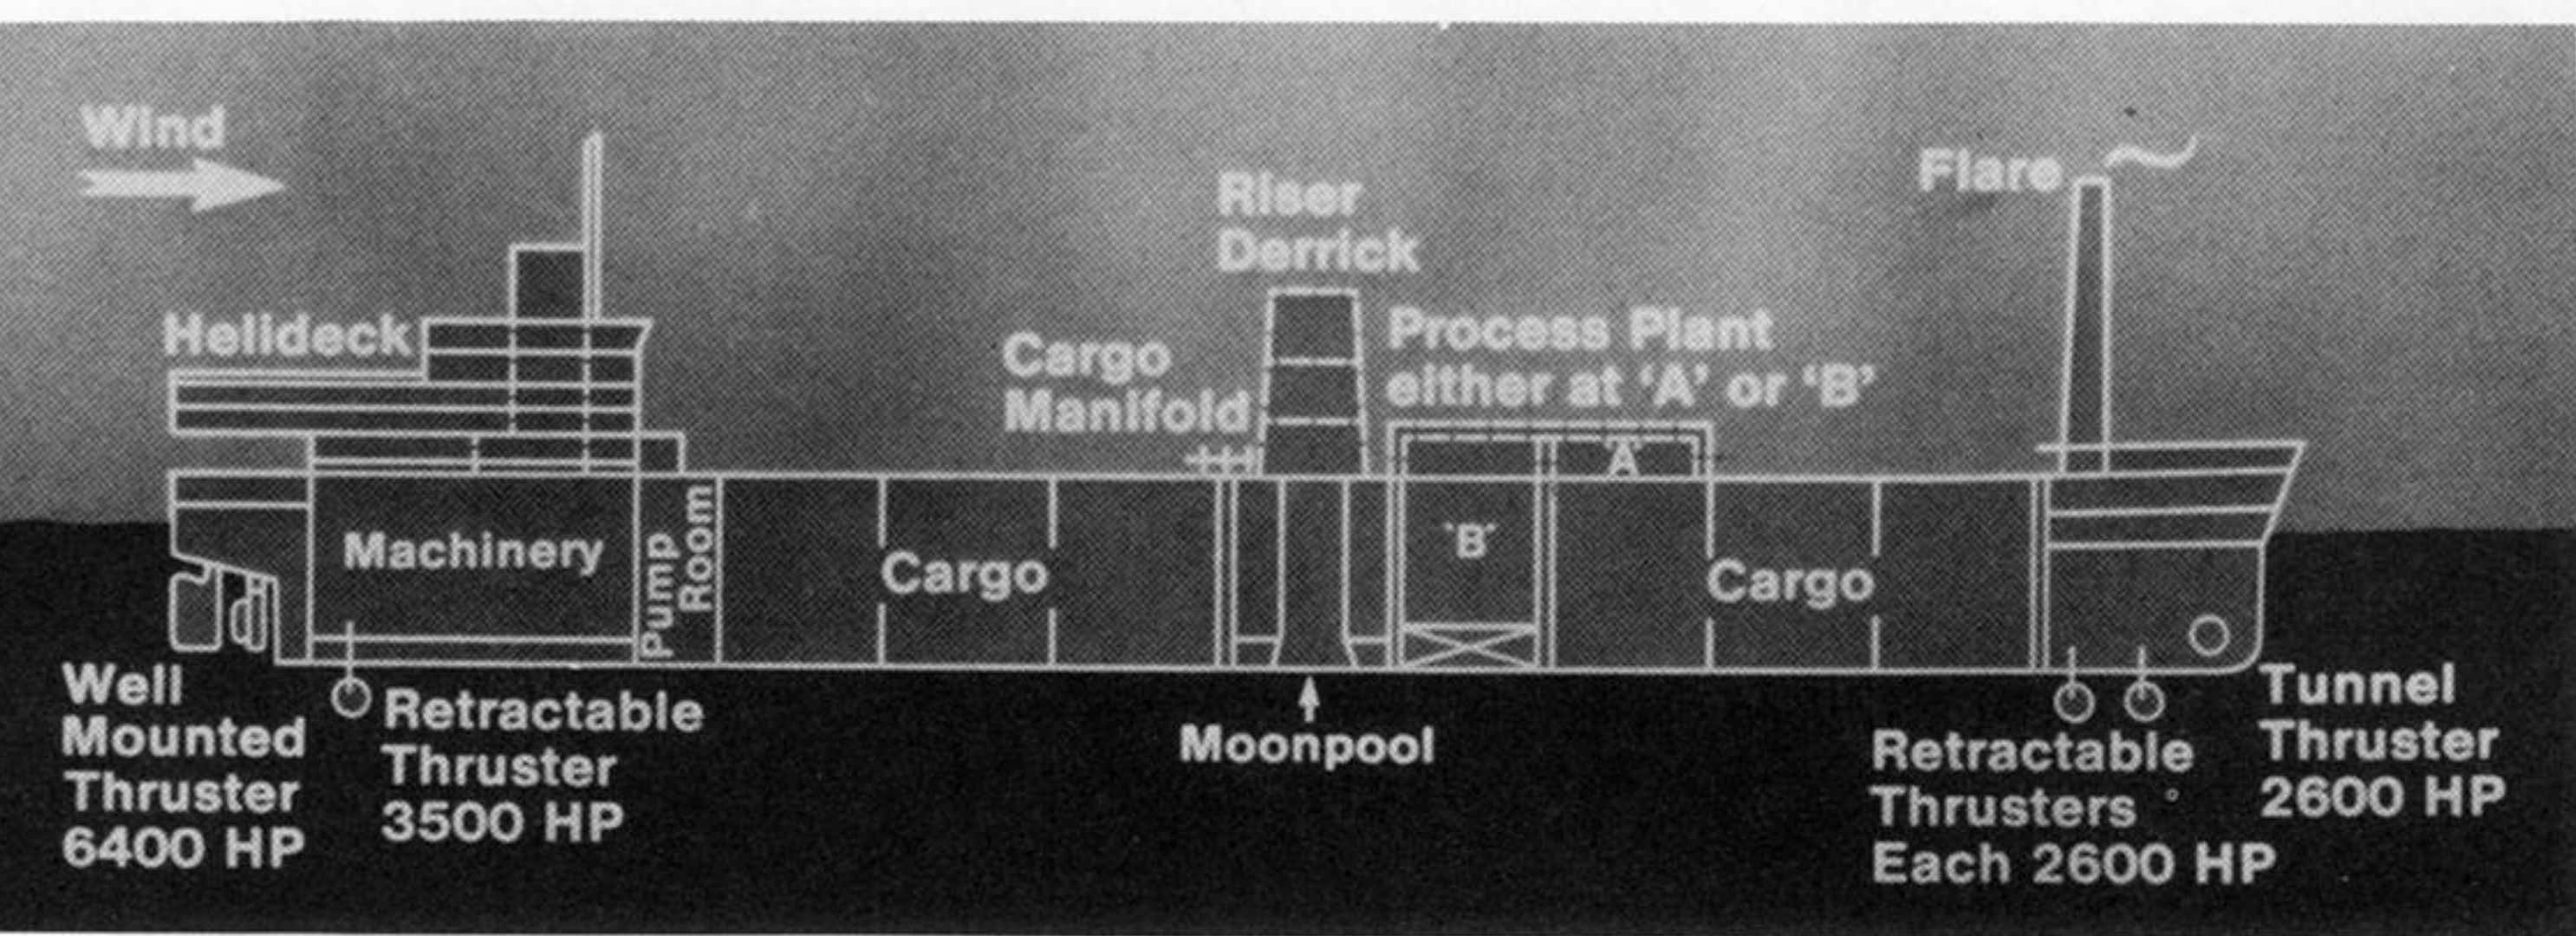 Wind
Flare
Riser
Derrick
Helideck
Cargo
Manifold
Process Plant
either at 'A' or 'B'
'A'
Machinery
Pump
Room
Cargo
'B'
Cargo
Well
Mounted
Thruster
6400 HP
Retractable
Thruster
3500 HP
Moonpool
Retractable
Thrusters
Each 2600 HP
Tunnel
Thruster
2600 HP